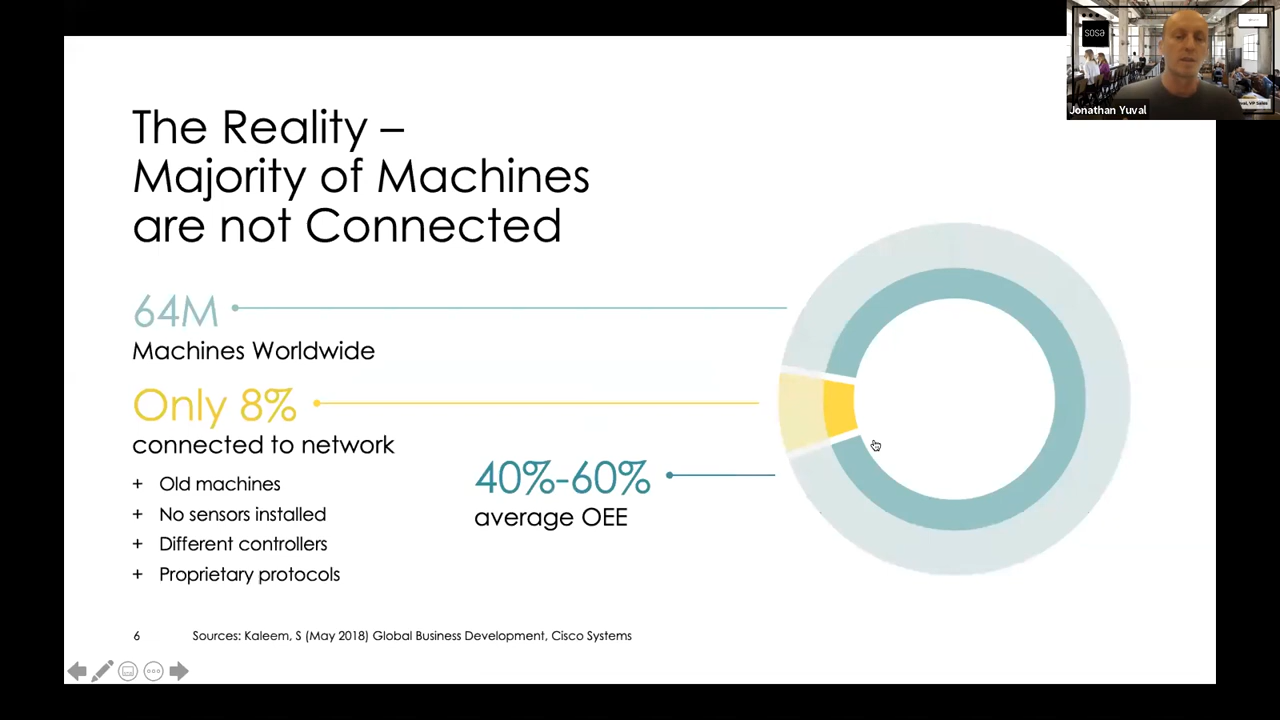 sosa
Jonathan Yuval
The Reality –
Majority of Machines
are not Connected
64M
Machines Worldwide
Only 8%
connected to network
+ Old machines
+ No sensors installed
+ Different controllers
+ Proprietary protocols
40%-60%
average OEE
6
Sources: Kaleem, S (May 2018) Global Business Development, Cisco Systems